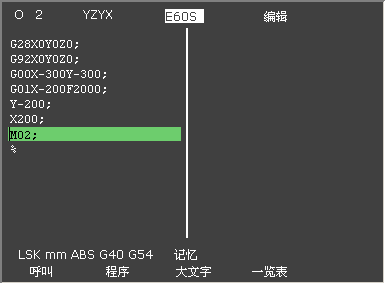 O 2 YZYX E60S 编辑
G28X0Y0Z0;
G92X0Y0Z0;
G00X-300Y-300;
G01X-200F2000;
Y-200;
X200;
M02;
%
LSK mm ABS G40 G54 记忆
呼叫 程序 大文字 一览表